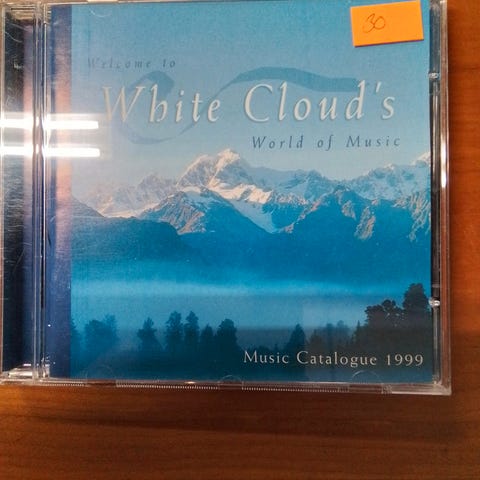 30
Welcome to
White Cloud's
World of Music
Music Catalogue 1999